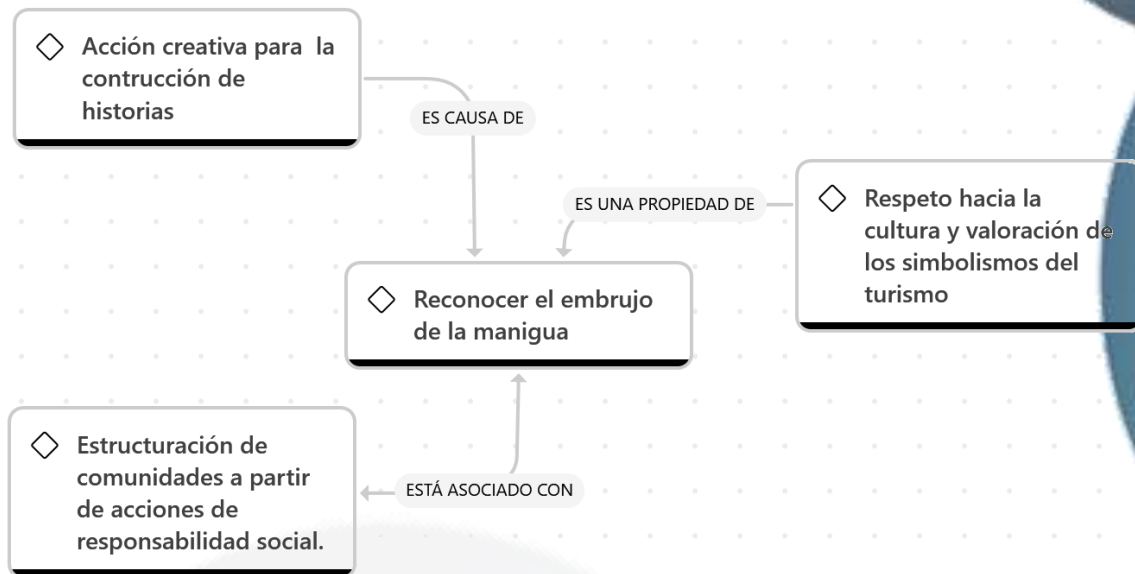 Acción creativa para  la
contrucción de
historias
ES CAUSA DE
ES UNA PROPIEDAD DE
Respeto hacia la
cultura y valoración de
los simbolismos del
turismo
Reconocer el embrujo
de la manigua
Estructuración de
comunidades a partir
de acciones de
responsabilidad social.
ESTÁ ASOCIADO CON